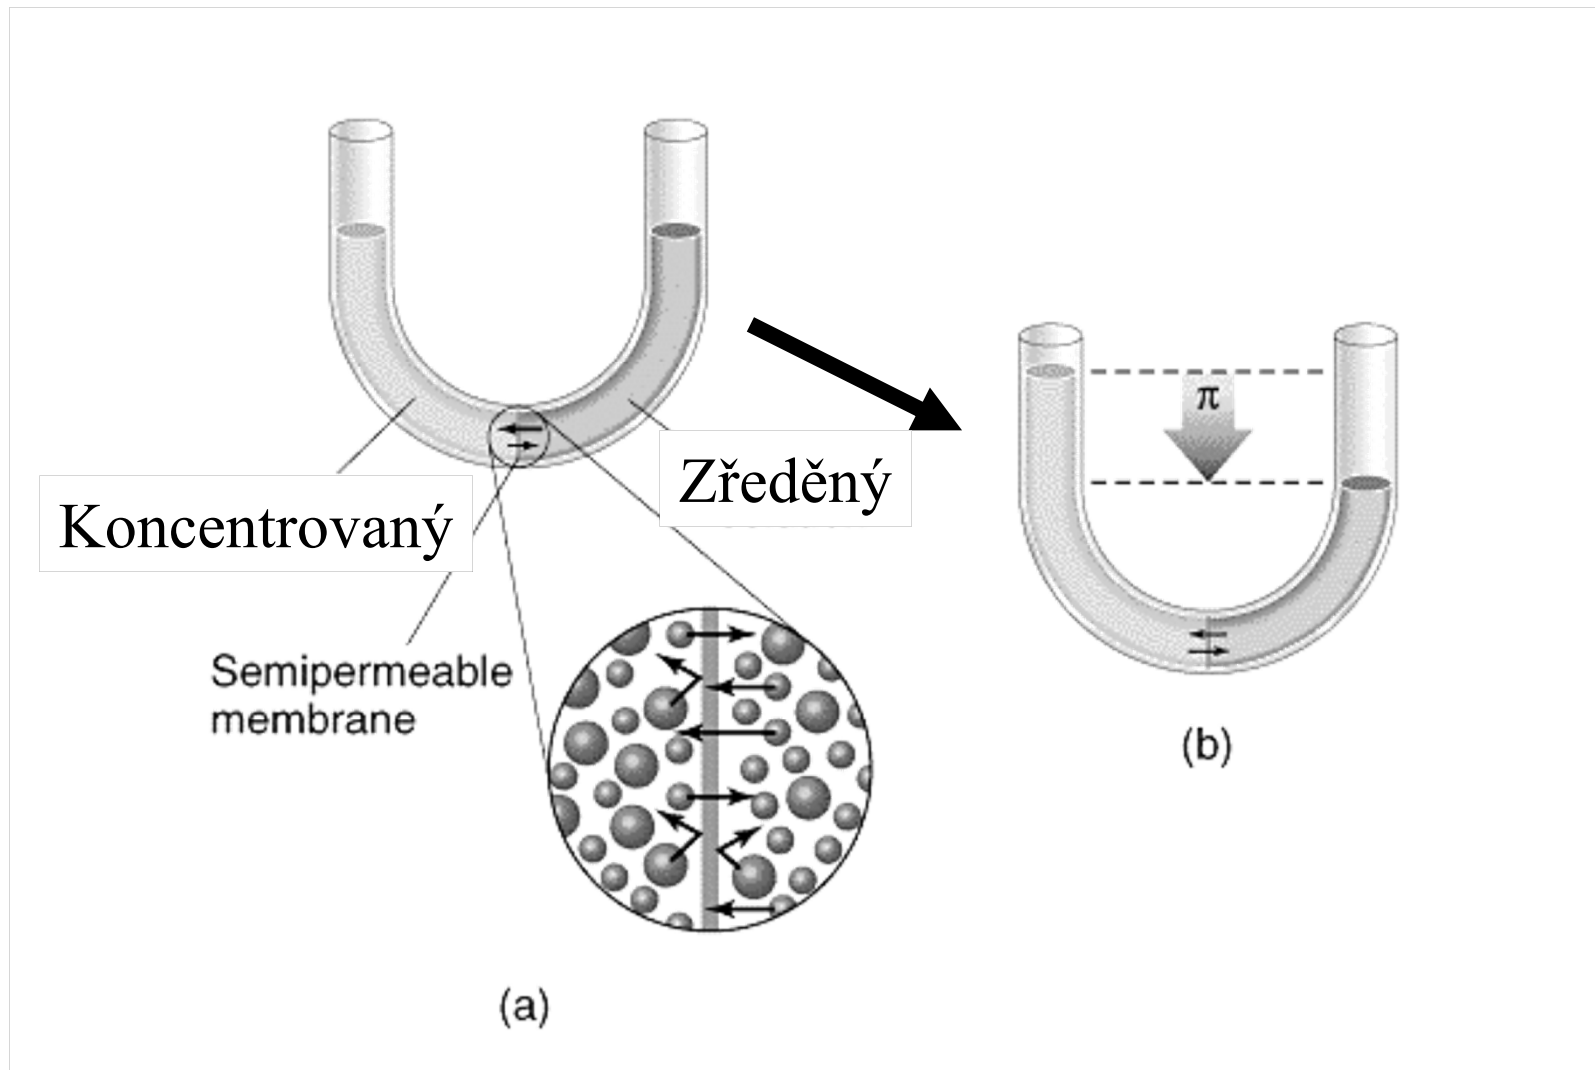 π
Zředěný
Koncentrovaný
Semipermeable
membrane
(b)
(a)